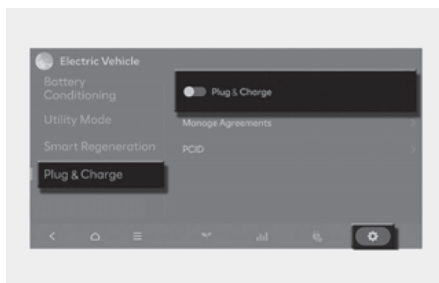 Electric Vehicle
Battery
Conditioning
Plug & Charge
Utility Mode
Manage Agreements
Smart Regeneration
PCID
Plug & Charge